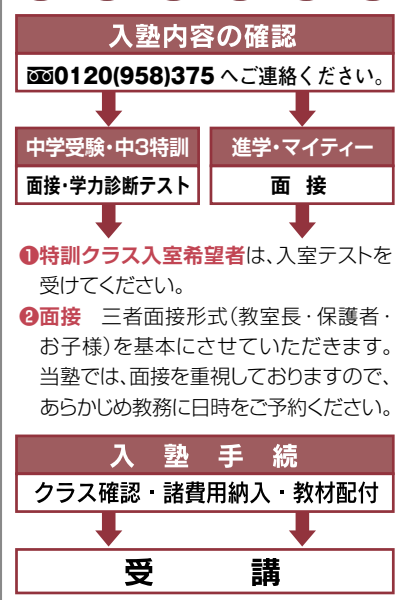 入塾内容の確認
0120(958)375 へご連絡ください。
中学受験・中3特訓
進学・マイティー
面接・学力診断テスト
面 接
❶特訓クラス入室希望者は、入室テストを
受けてください。
❷面接 三者面接形式(教室長・保護者・
お子様)を基本にさせていただきます。
当塾では、面接を重視しておりますので、
あらかじめ教務に日時をご予約ください。
入 塾 手 続
クラス確認・諸費用納入・教材配付
受 講